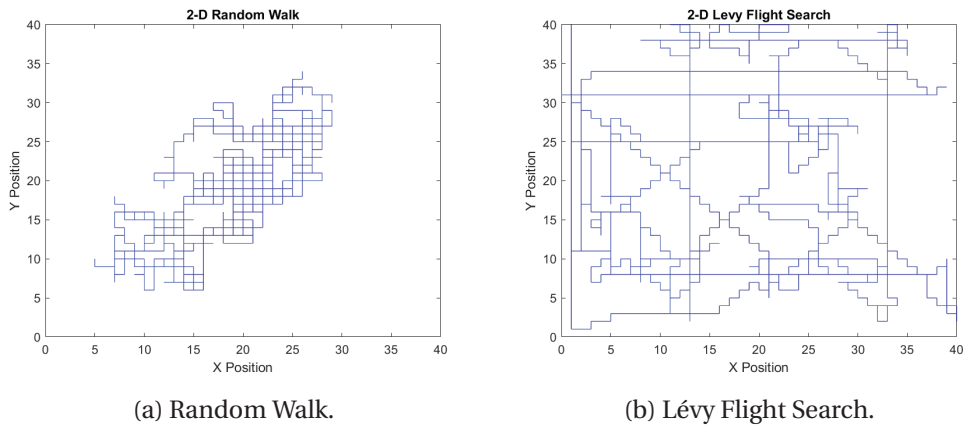 2-D Random Walk
40
35
30
25
20
15
10
5
0
Y Position
0 5 10 15 20 25 30 35 40
X Position
(a) Random Walk.
2-D Levy Flight Search
40
35
30
25
20
15
10
5
0
Y Position
0 5 10 15 20 25 30 35 40
X Position
(b) Lévy Flight Search.